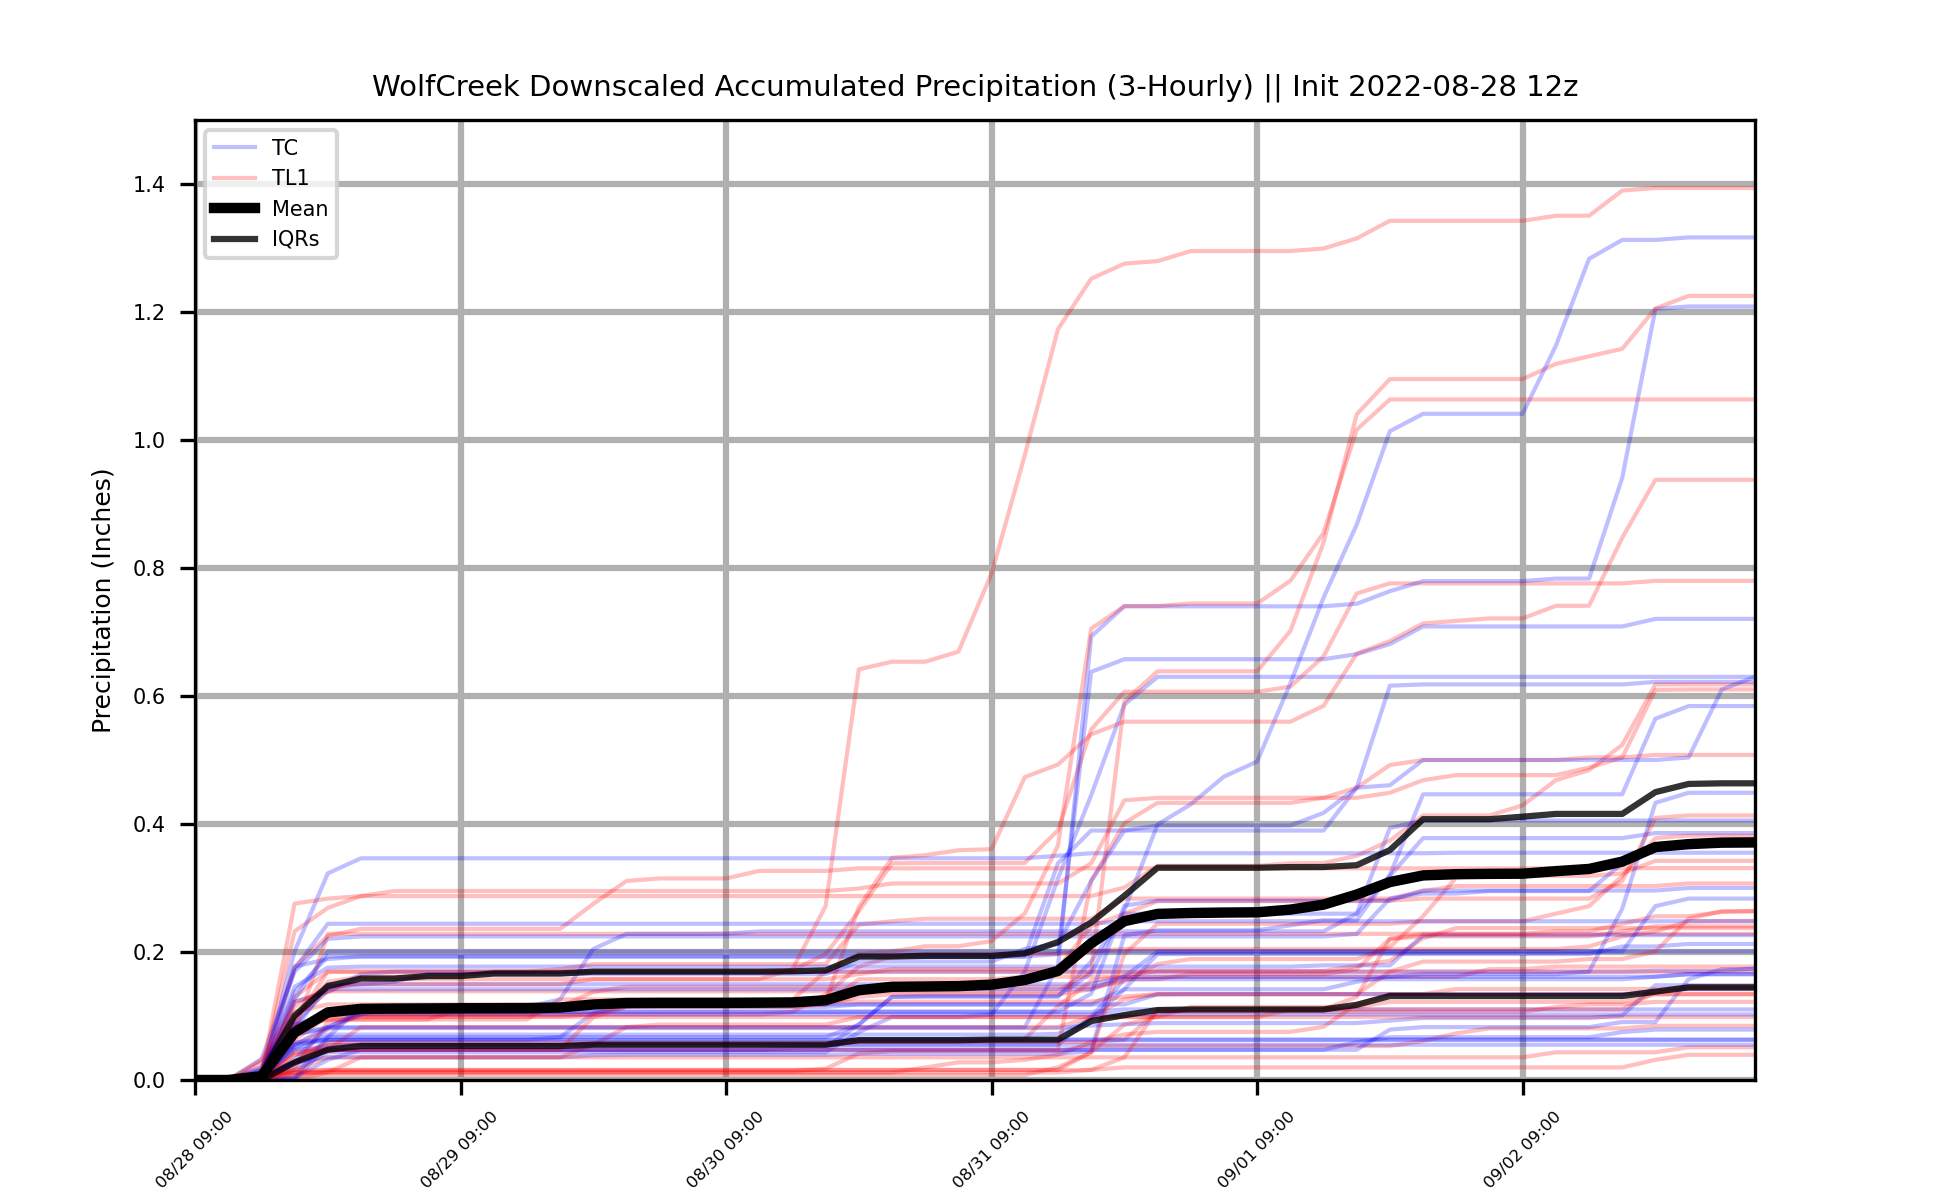 WolfCreek Downscaled Accumulated Precipitation (3-Hourly) || Init 2022-08-28 12z
TC
TL1
Mean
IQRs
Precipitation (Inches)
1.4
1.2
1.0
0.8
0.6
0.4
0.2
0.0
08/28 09:00
08/29 09:00
08/30 09:00
08/31 09:00
09/01 09:00
09/02 09:00